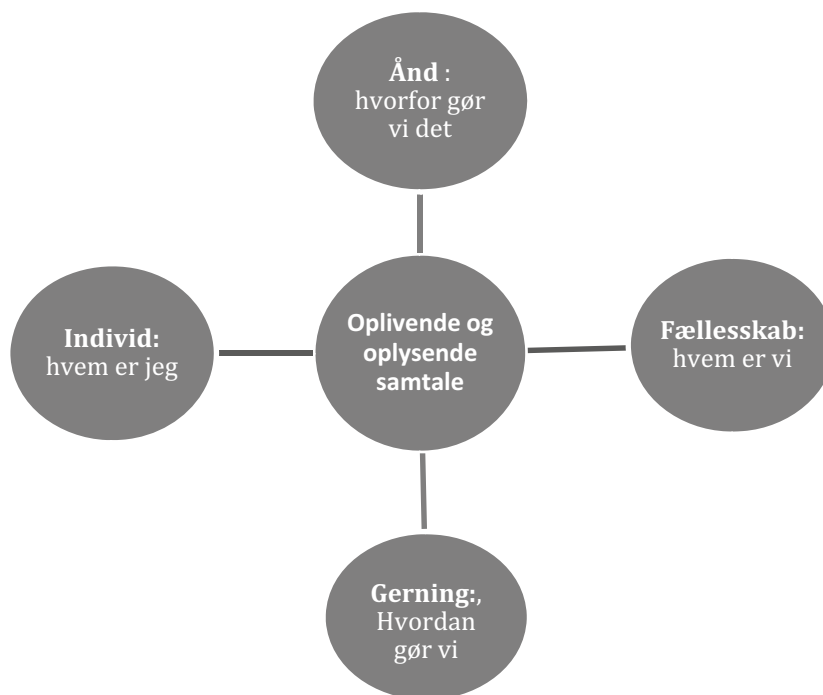 Ånd :
hvorfor gør
vi det
Individ:
hvem er jeg
Oplivende og
oplysende
samtale
Fællesskab:
hvem er vi
Gerning:,
Hvordan
gør vi